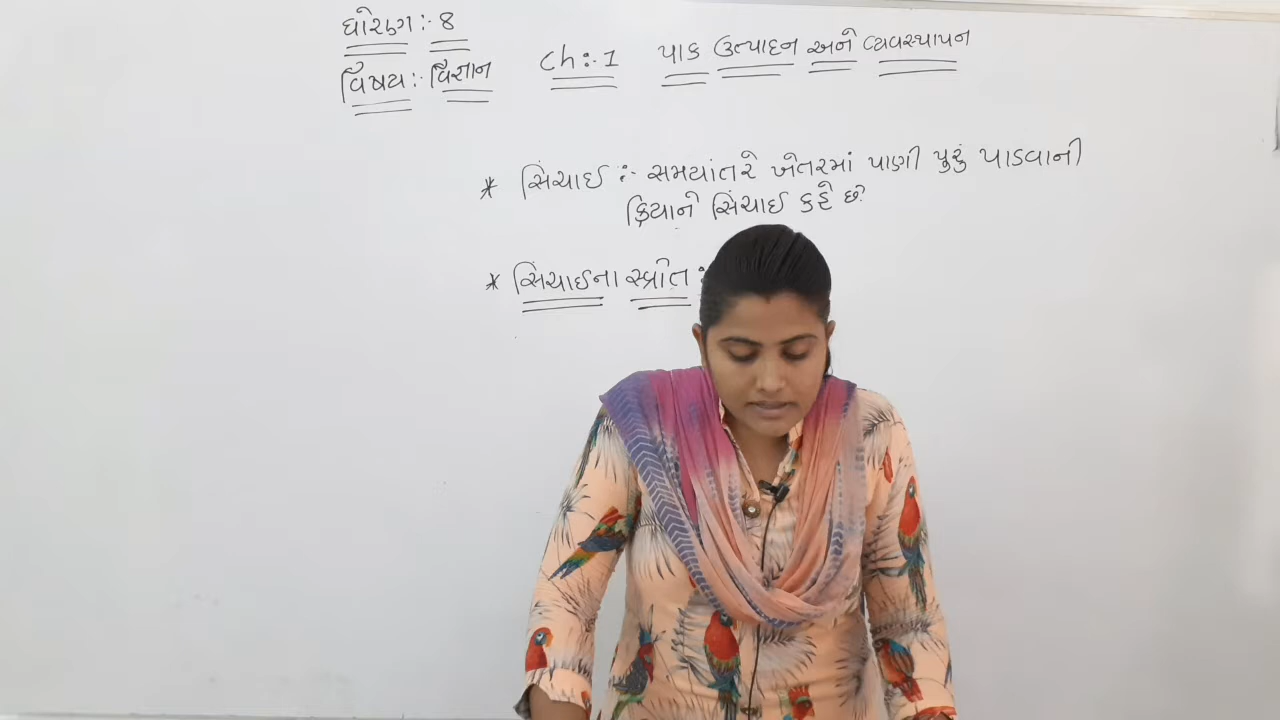 ધોરણ :- 8
વિષય :- વિજ્ઞાન
Ch :- 1 પાક ઉત્પાદન અને વ્યવસ્થાપન
* સિંચાઈ :- સમયાંતરે ખેતરમાં પાણી પુરું પાડવાની
ક્રિયાને સિંચાઈ કહે છે
* સિંચાઈના સ્ત્રોત :